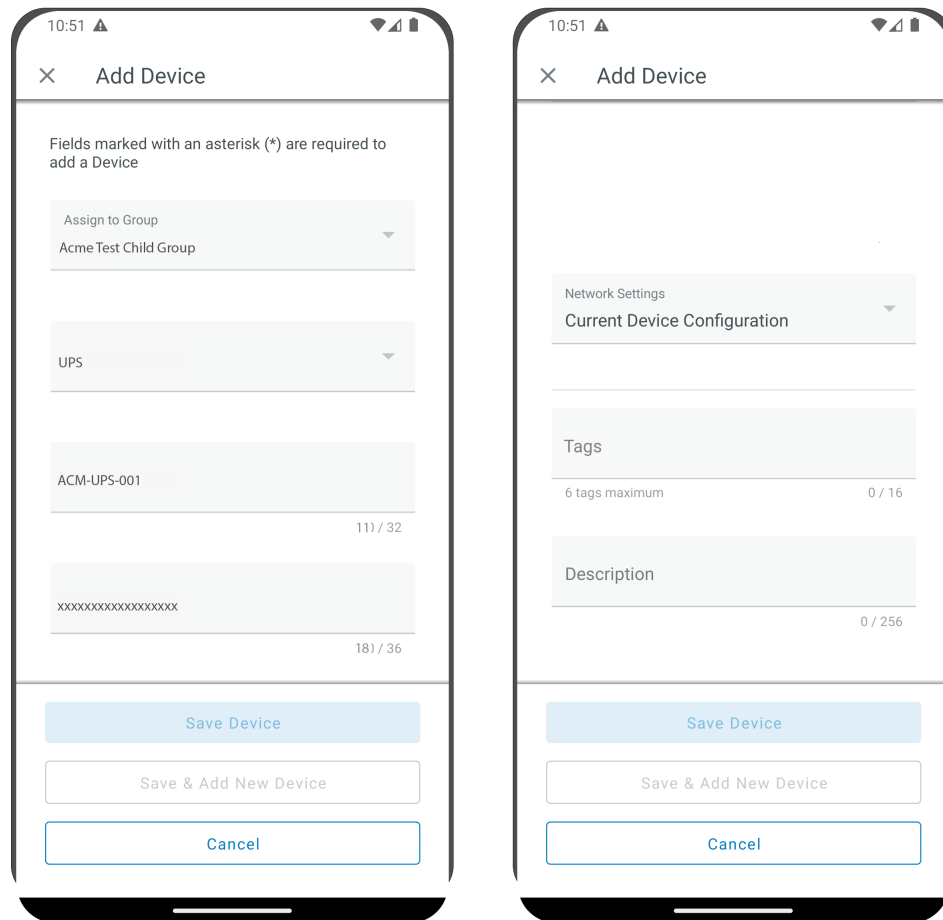 10:51
Add Device
Fields marked with an asterisk (*) are required to
add a Device
Assign to Group
Acme Test Child Group
UPS
ACM-UPS-001
11) / 32
xxxxxxxxxxxxxxxxxx
18) / 36
Save Device
Save & Add New Device
Cancel
10:51
Add Device
Network Settings
Current Device Configuration
Tags
6 tags maximum
0 / 16
Description
0 / 256
Save Device
Save & Add New Device
Cancel